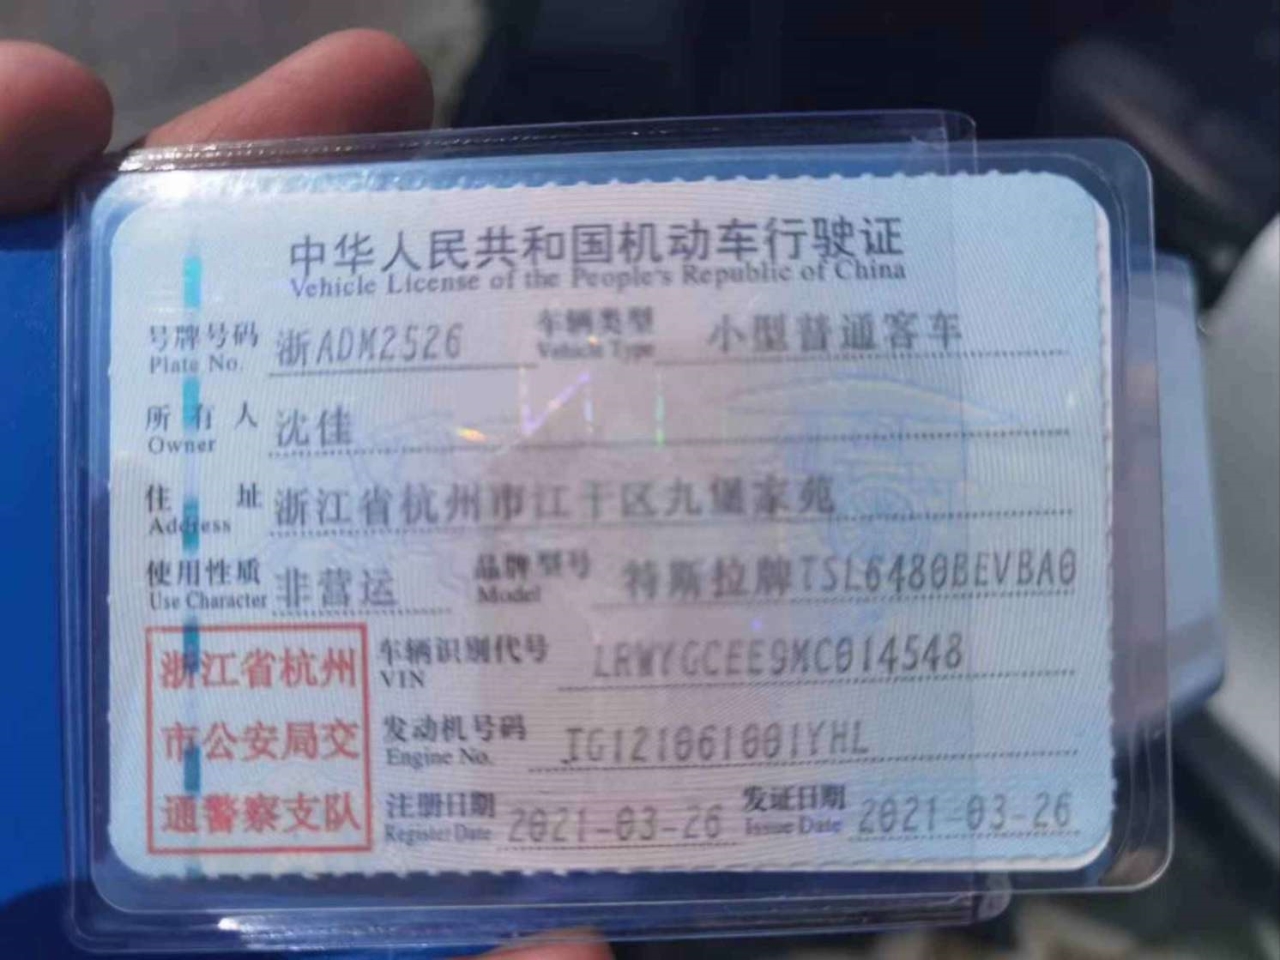 中华人民共和国机动车行驶证
Vehicle License of the People's Republic of China
号牌号码 浙ADM2526 车辆类型 小型普通客车
Plate No. Vehicle Type
所有人 沈佳
Owner
住址 浙江省杭州市江干区九堡家苑
Address
使用性质 非营运 品牌型号 特斯拉牌TSL6480BEVBA0
Use Character Model
浙江省杭州 车辆识别代号 LRWYGCEE9MC014548
VIN
市公安局交 发动机号码 IG121061001YHL
Engine No.
通警察支队 注册日期 2021-03-26 发证日期 2021-03-26
Register Date Issue Date